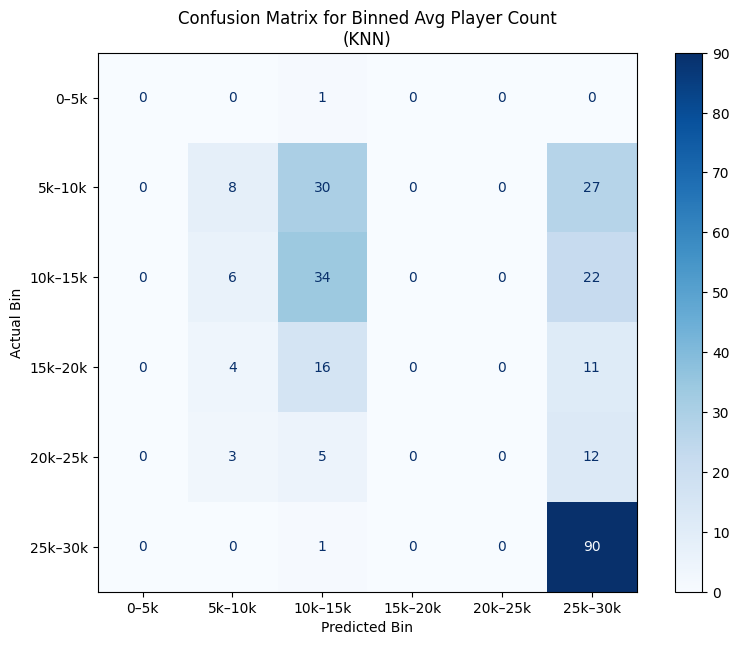 Confusion Matrix for Binned Avg Player Count
(KNN)
0–5k 0 0 1 0 0 0
5k–10k 0 8 30 0 0 27
10k–15k 0 6 34 0 0 22
15k–20k 0 4 16 0 0 11
20k–25k 0 3 5 0 0 12
25k–30k 0 0 1 0 0 90
Actual Bin
0–5k 5k–10k 10k–15k 15k–20k 20k–25k 25k–30k
Predicted Bin
90
80
70
60
50
40
30
20
10
0